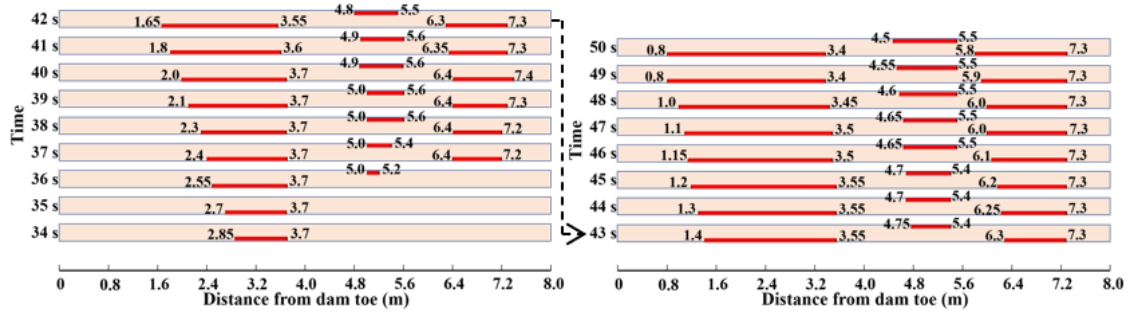 4.8 5.5
42 s 1.65 3.55 6.3 7.3
4.9 5.6
41 s 1.8 3.6 6.35 7.3
4.9 5.6
40 s 2.0 3.7 6.4 7.4
5.0 5.6
39 s 2.1 3.7 6.4 7.3
5.0 5.6
38 s 2.3 3.7 6.4 7.2
5.0 5.4
37 s 2.4 3.7 6.4 7.2
5.0 5.2
36 s 2.55 3.7
35 s 2.7 3.7
34 s 2.85 3.7
Time
0 0.8 1.6 2.4 3.2 4.0 4.8 5.6 6.4 7.2 8.0
Distance from dam toe (m)
4.5 5.5
50 s 0.8 3.4 5.8 7.3
4.55 5.5
49 s 0.8 3.4 5.9 7.3
4.6 5.5
48 s 1.0 3.45 6.0 7.3
4.65 5.5
47 s 1.1 3.5 6.0 7.3
4.65 5.5
46 s 1.15 3.5 6.1 7.3
4.7 5.4
45 s 1.2 3.55 6.2 7.3
4.7 5.4
44 s 1.3 3.55 6.25 7.3
4.75 5.4
43 s 1.4 3.55 6.3 7.3
Time
0 0.8 1.6 2.4 3.2 4.0 4.8 5.6 6.4 7.2 8.0
Distance from dam toe (m)